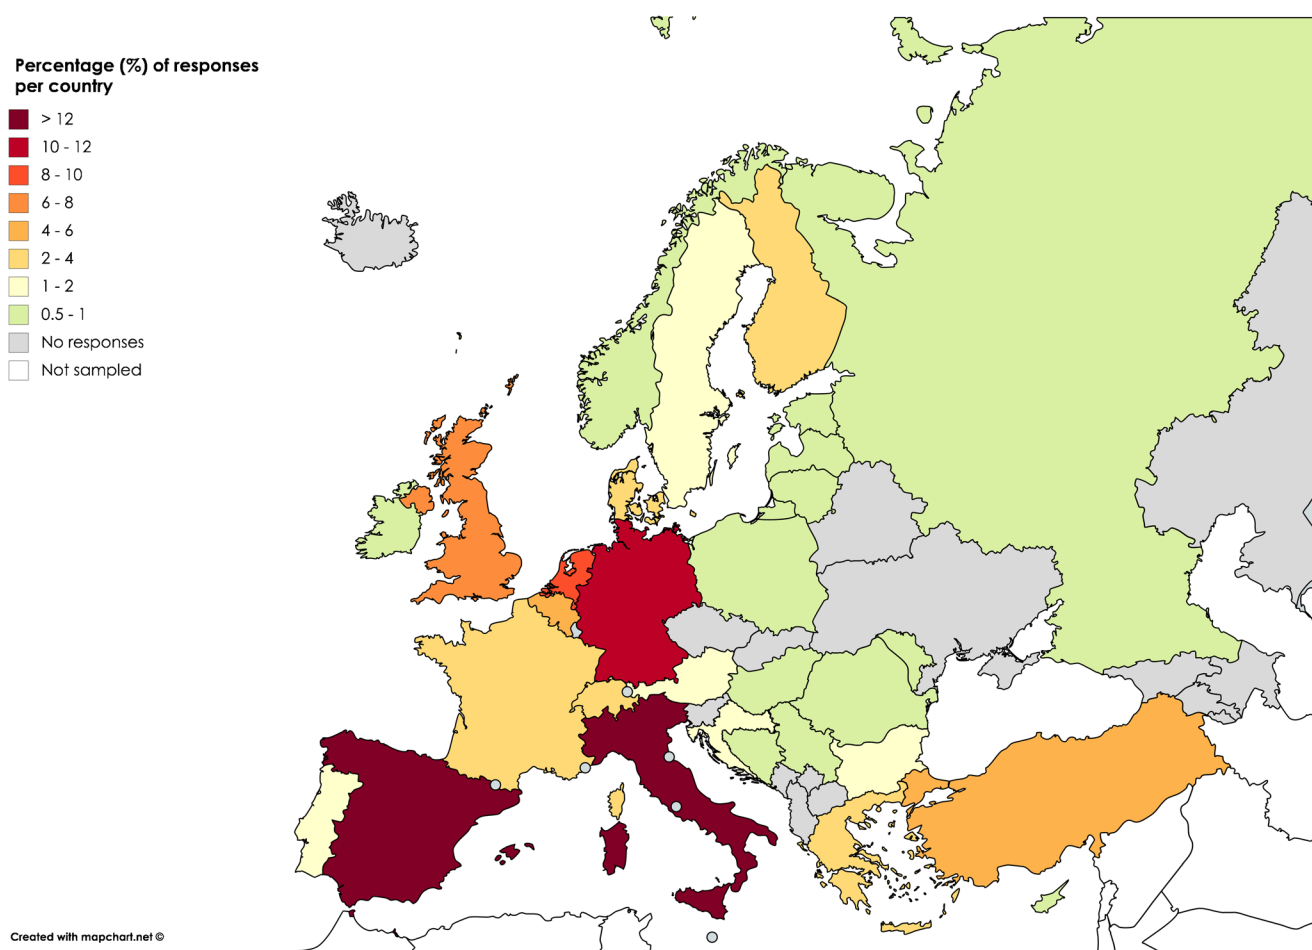 Percentage (%) of responses
per country
> 12
10 - 12
8 - 10
6 - 8
4 - 6
2 - 4
1 - 2
0.5 - 1
No responses
Not sampled
Created with mapchart.net ©